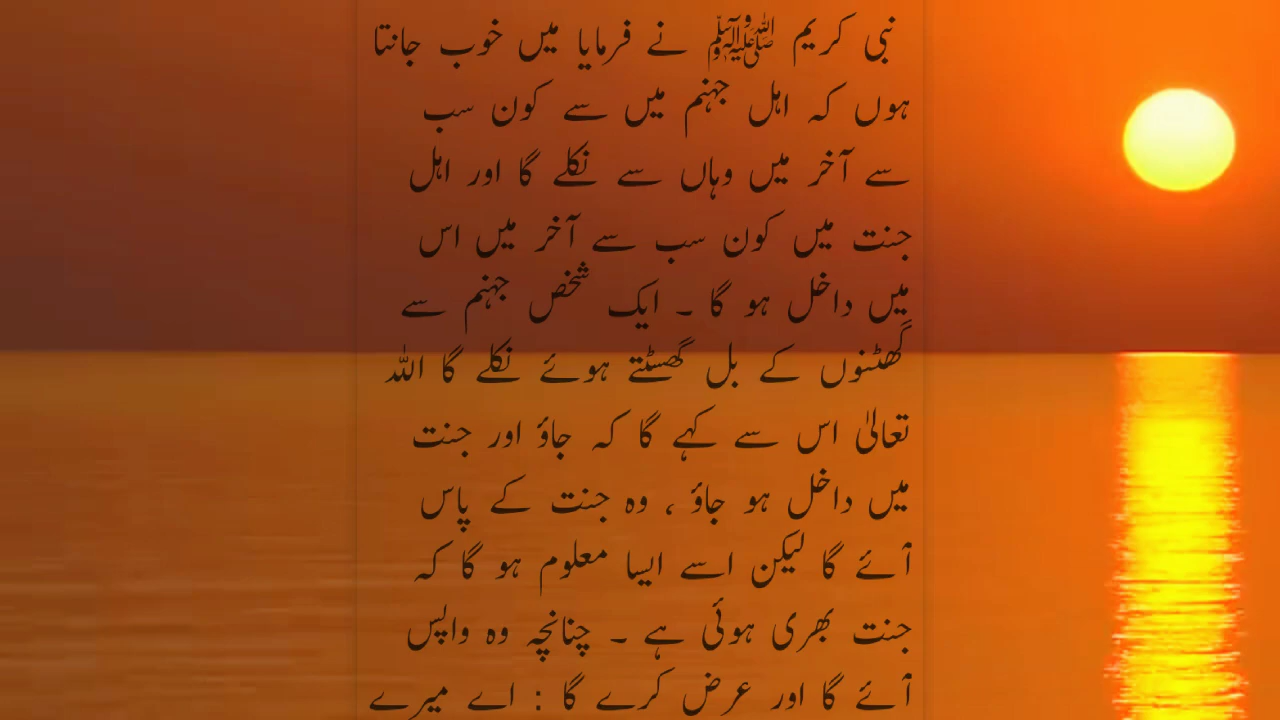 نبی کریم ﷺ نے فرمایا میں خوب جانتا
ہوں کہ اہل جہنم میں سے کون سب
سے آخر میں وہاں سے نکلے گا اور اہل
جنت میں کون سب سے آخر میں اس
میں داخل ہو گا ۔ ایک شخص جہنم سے
گھٹنوں کے بل گھسٹتے ہوئے نکلے گا اللہ
تعالیٰ اس سے کہے گا کہ جاؤ اور جنت
میں داخل ہو جاؤ ، وہ جنت کے پاس
آئے گا لیکن اسے ایسا معلوم ہو گا کہ
جنت بھری ہوئی ہے ۔ چنانچہ وہ واپس
آئے گا اور عرض کرے گا : اے میرے